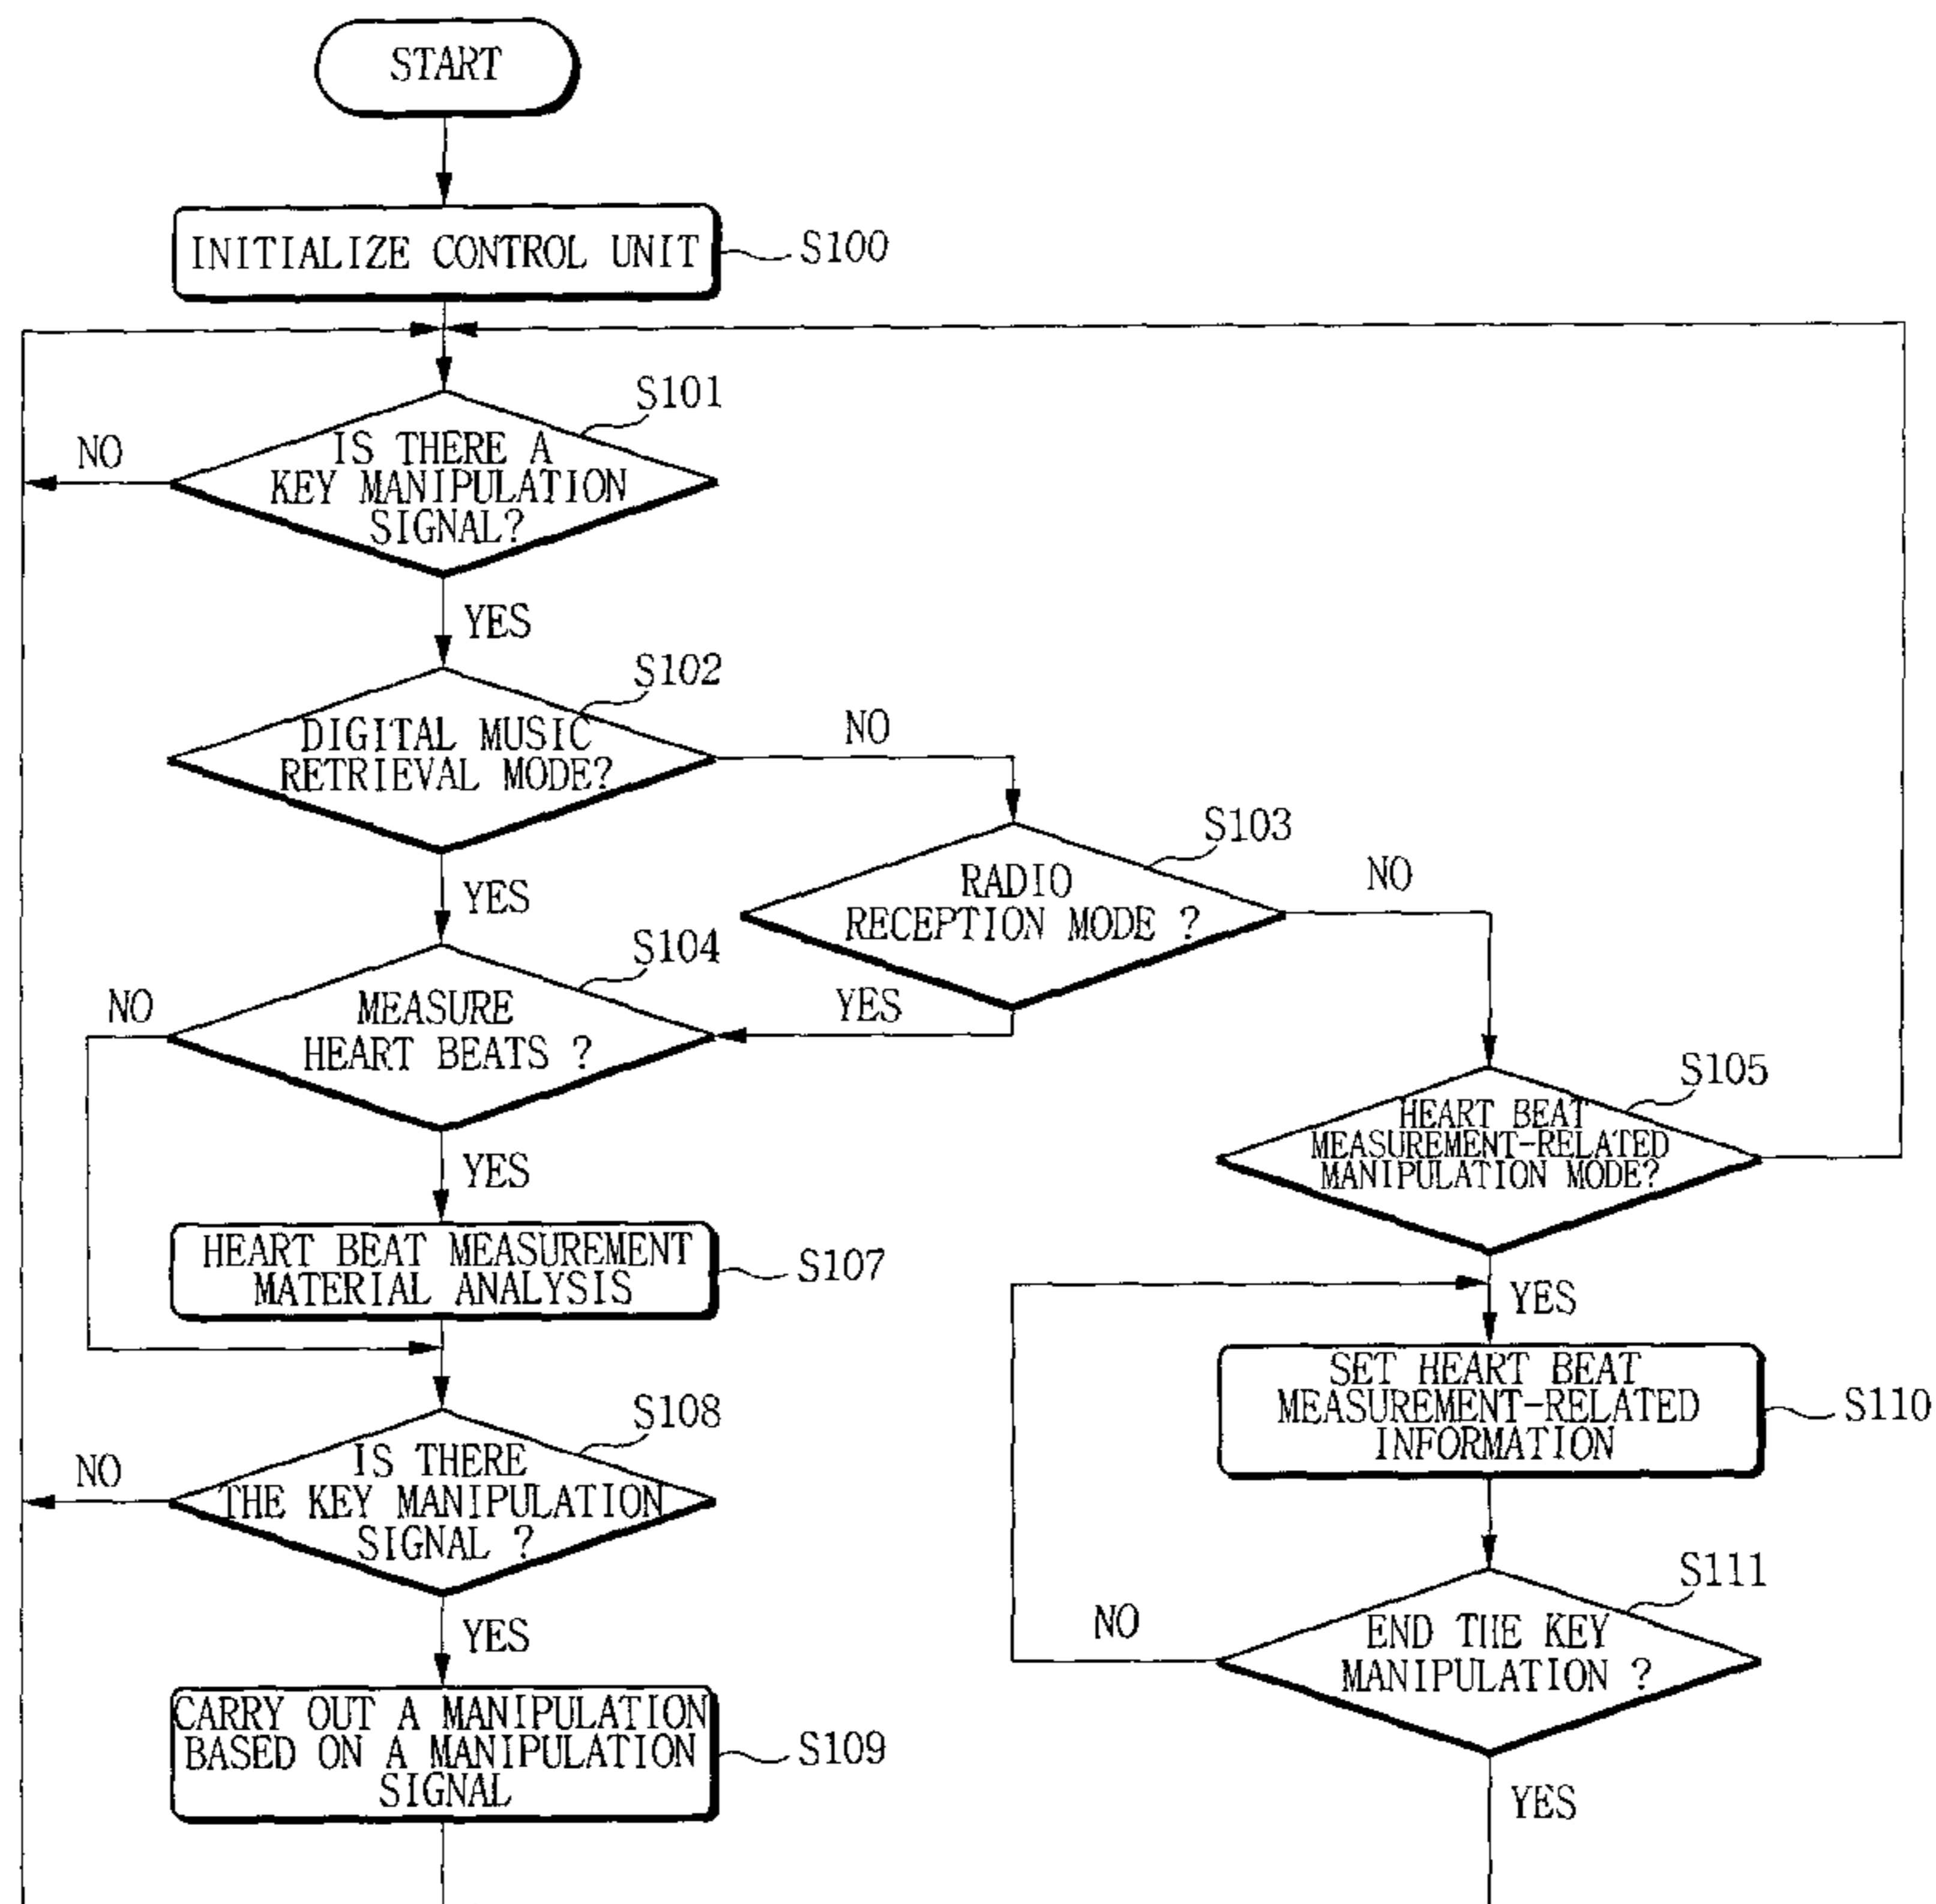 START
INITIALIZE CONTROL UNIT
S100
S101
IS THERE A
KEY MANIPULATION
SIGNAL?
NO
YES
S102
DIGITAL MUSIC
RETRIEVAL MODE?
NO
YES
S103
RADIO
RECEPTION MODE ?
NO
YES
S104
MEASURE
HEART BEATS ?
NO
YES
S105
HEART BEAT
MEASUREMENT-RELATED
MANIPULATION MODE?
YES
HEART BEAT MEASUREMENT
MATERIAL ANALYSIS
S107
S108
IS THERE
THE KEY MANIPULATION
SIGNAL ?
NO
YES
SET HEART BEAT
MEASUREMENT-RELATED
INFORMATION
S110
S111
END THE KEY
MANIPULATION ?
NO
YES
CARRY OUT A MANIPULATION
BASED ON A MANIPULATION
SIGNAL
S109